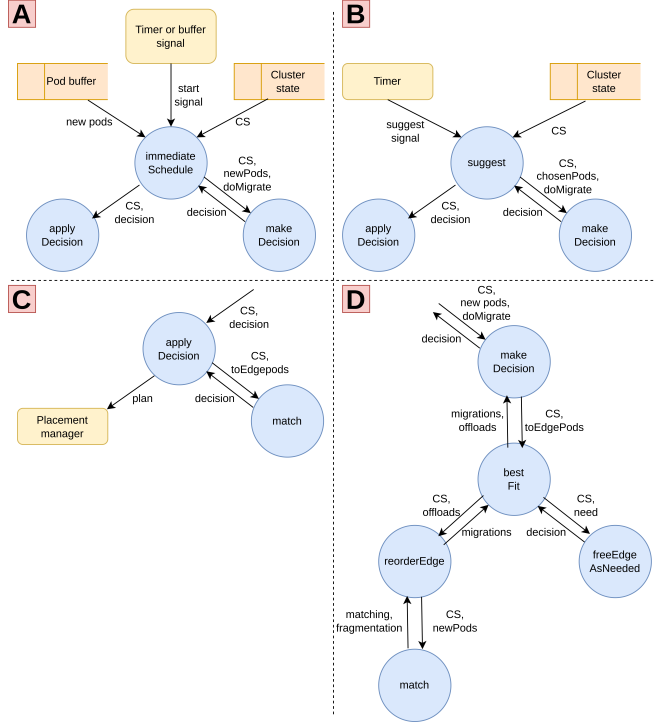 A
Timer or buffer
signal
Pod buffer
Cluster
state
start
signal
new pods
CS
immediate
Schedule
CS,
newPods,
doMigrate
CS,
decision
decision
apply
Decision
make
Decision
B
Timer
Cluster
state
suggest
signal
CS
suggest
CS,
chosenPods,
doMigrate
CS,
decision
decision
apply
Decision
make
Decision
C
CS,
decision
apply
Decision
CS,
toEdgepods
plan
decision
Placement
manager
match
D
CS,
new pods,
doMigrate
decision
make
Decision
migrations,
offloads
CS,
toEdgePods
best
Fit
CS,
offloads
CS,
need
migrations
decision
reorderEdge
freeEdge
AsNeeded
matching,
fragmentation
CS,
newPods
match